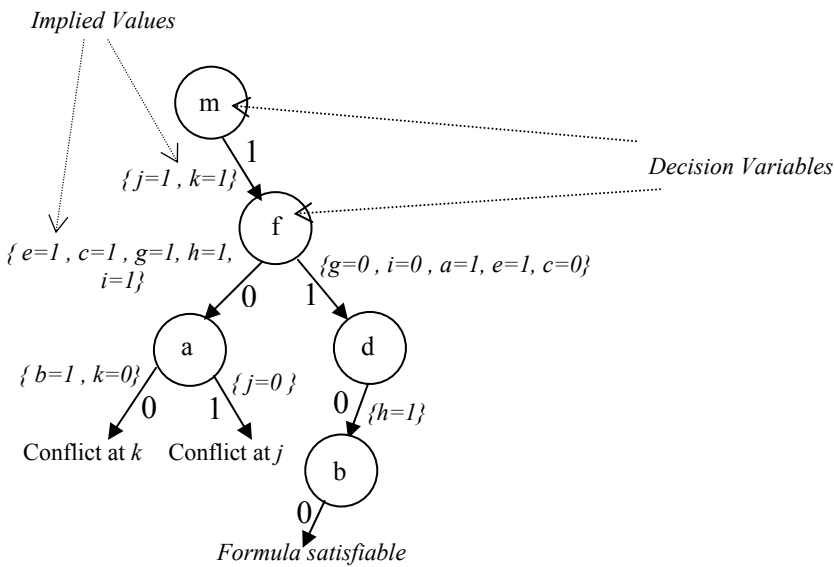 Implied Values
m
1
Decision Variables
{ j=1 , k=1}
f
{ e=1 , c=1 , g=1, h=1,
i=1}
{g=0 , i=0 , a=1, e=1, c=0}
0
1
a
d
{ b=1 , k=0}
{ j=0 }
0
1
0
{h=1}
Conflict at k
Conflict at j
b
0
Formula satisfiable